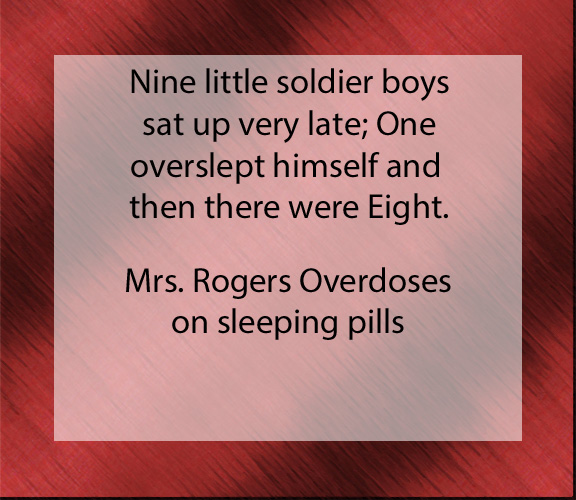 Nine little soldier boys
sat up very late; One
overslept himself and
then there were Eight.
Mrs. Rogers Overdoses
on sleeping pills